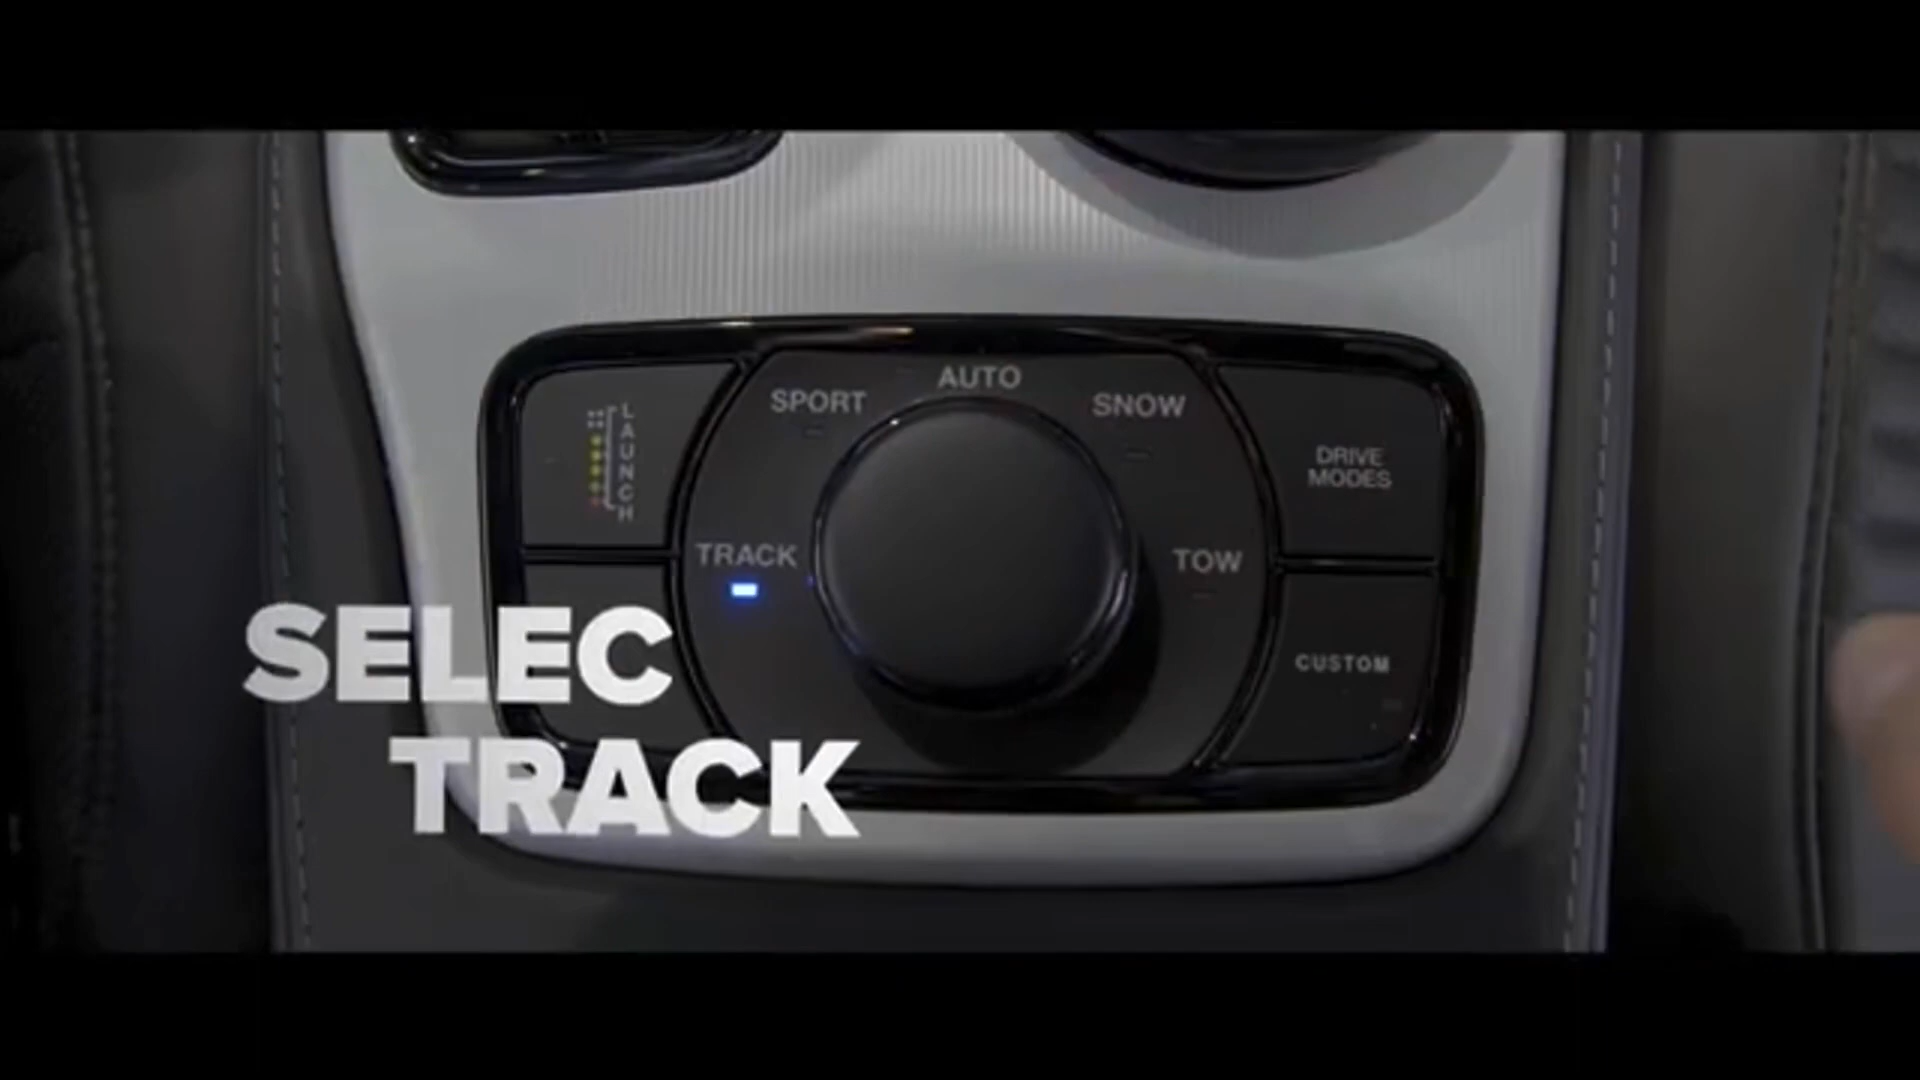 AUTO
SPORT
SNOW
LAUNCH
DRIVE
MODES
TRACK
TOW
SELEC
TRACK
CUSTOM